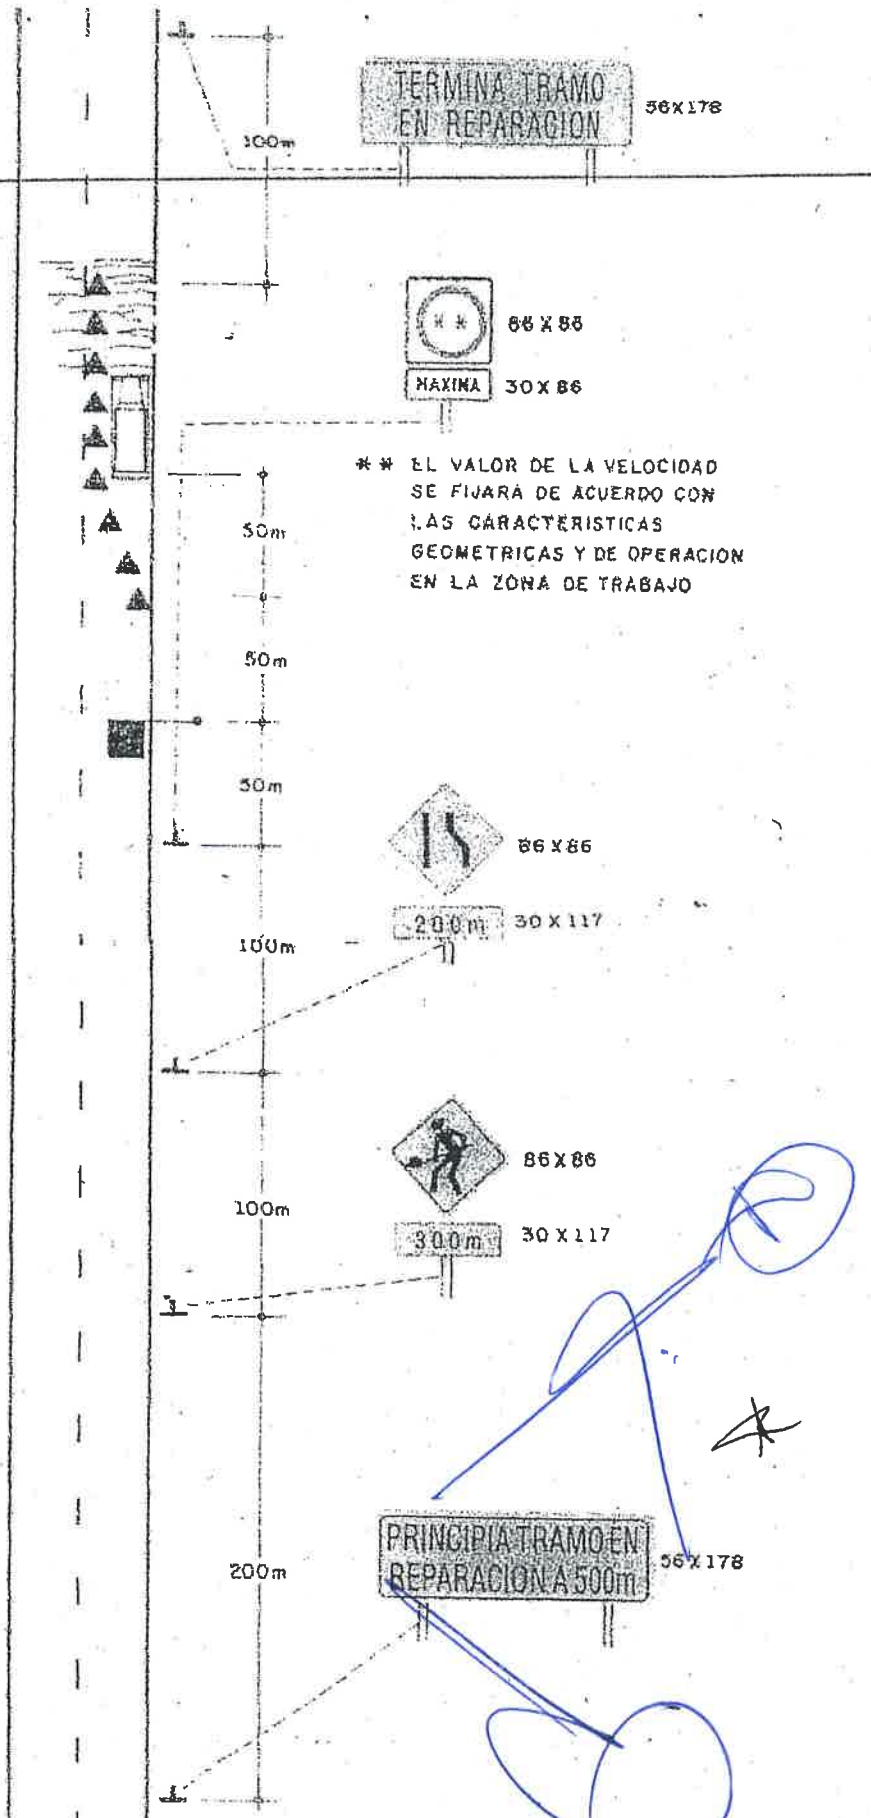 TERMINA TRAMO
EN REPARACION
56X178
100m
** 
86X86
MAXIMA
30X86
** EL VALOR DE LA VELOCIDAD
SE FIJARÁ DE ACUERDO CON
LAS CARACTERISTICAS
GEOMETRICAS Y DE OPERACION
EN LA ZONA DE TRABAJO
50m
50m
50m
86X86
200m
30X117
100m
86X86
100m
300m
30X117
PRINCIPIA TRAMO EN
REPARACION A 500m
56X178
200m